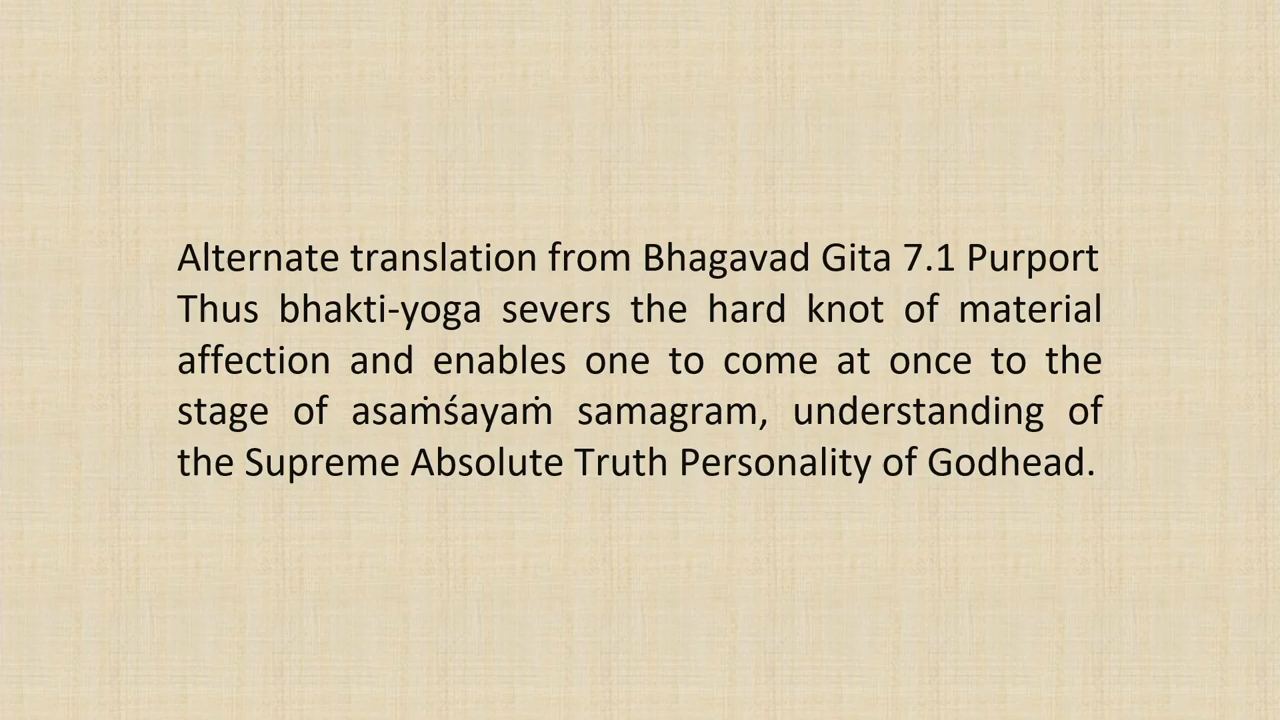 Alternate translation from Bhagavad Gita 7.1 Purport
Thus bhakti-yoga severs the hard knot of material
affection and enables one to come at once to the
stage of asaṁśayaṁ samagram, understanding of
the Supreme Absolute Truth Personality of Godhead.